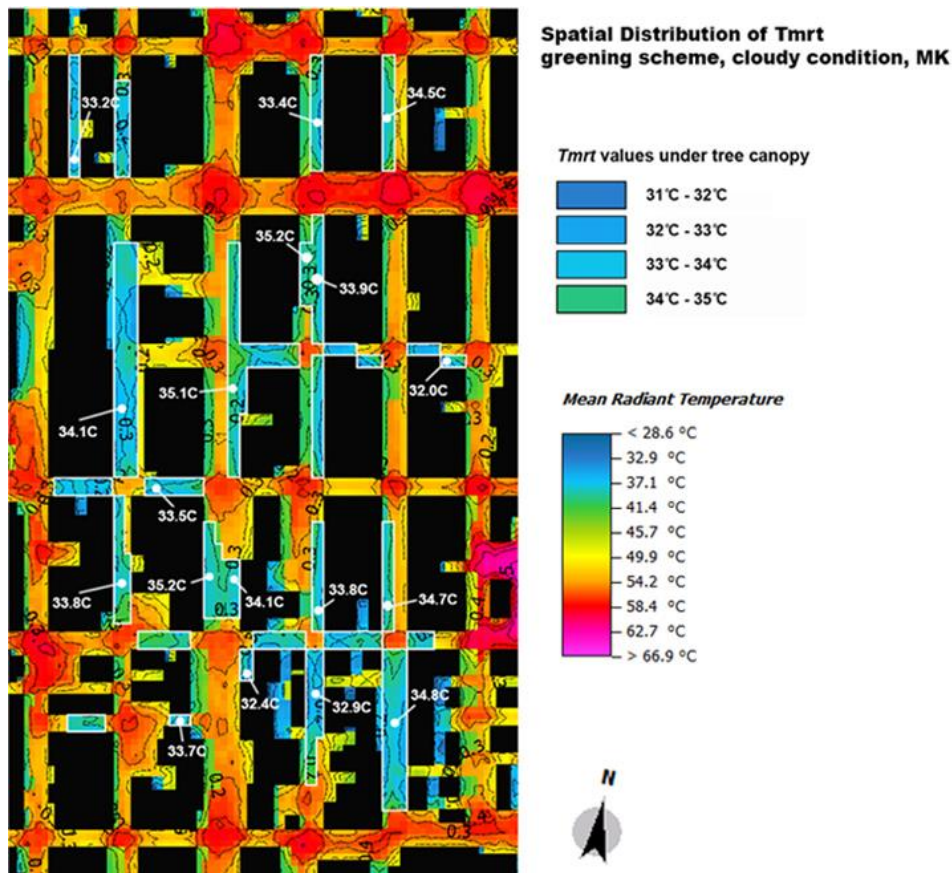 Spatial Distribution of Tmrt
greening scheme, cloudy condition, MK
33.2C
33.4C
34.5C
35.2C
33.9C
32.0C
35.1C
34.1C
33.5C
33.8C
35.2C
34.1C
33.8C
34.7C
32.4C
32.9C
34.8C
33.7C
Tmrt values under tree canopy
31℃ - 32℃
32℃ - 33℃
33℃ - 34℃
34℃ - 35℃
Mean Radiant Temperature
< 28.6 °C
32.9 °C
37.1 °C
41.4 °C
45.7 °C
49.9 °C
54.2 °C
58.4 °C
62.7 °C
> 66.9 °C
N